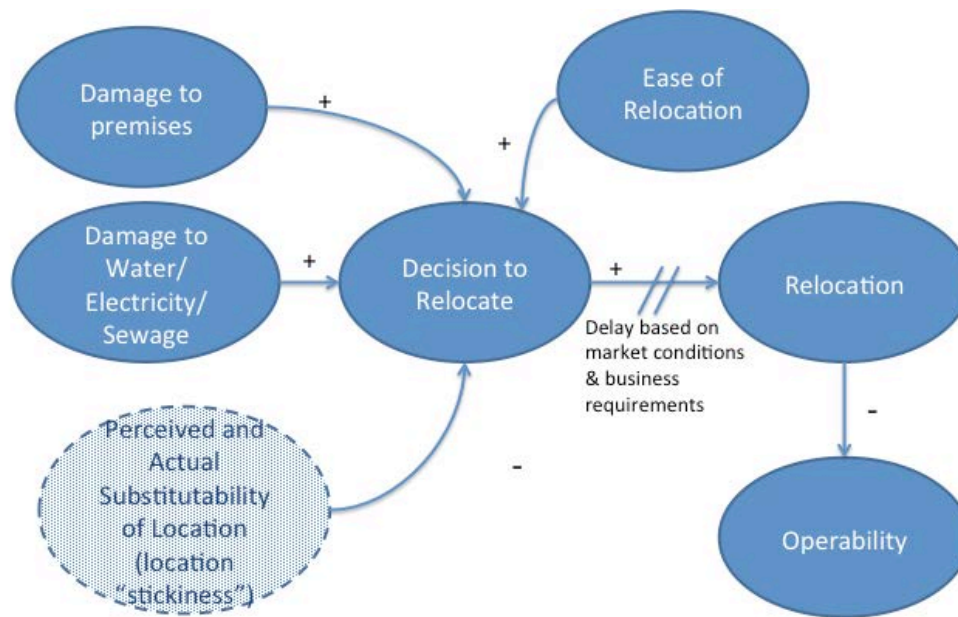 Damage to
premises
+
Ease of
Relocation
+
Damage to
Water/
Electricity/
Sewage
+
Decision to
Relocate
+
Delay based on
market conditions
& business
requirements
Relocation
-
Operability
Perceived and
Actual
Substitutability
of Location
(location
“stickiness”)
-